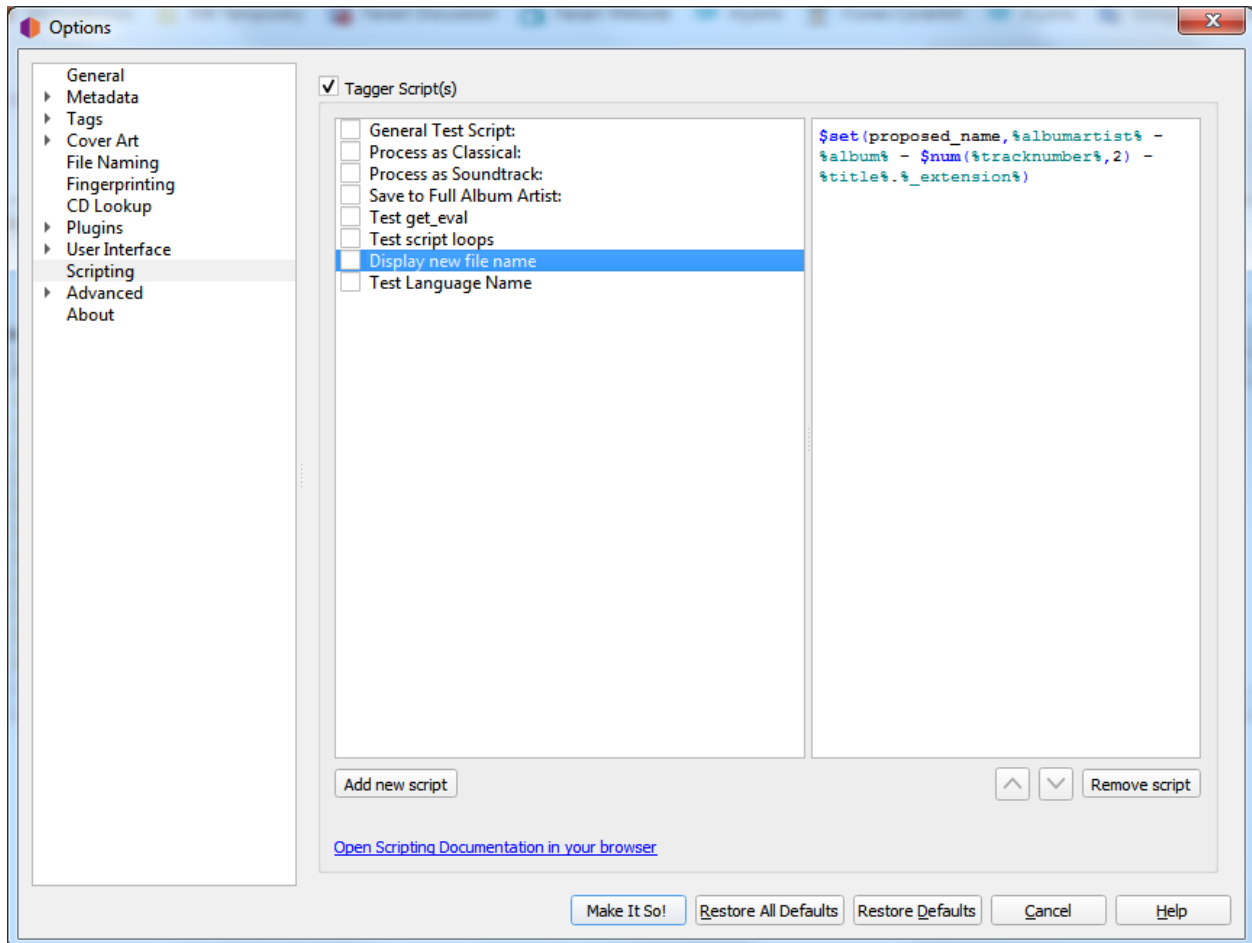 Options
General
Metadata
Tags
Cover Art
File Naming
Fingerprinting
CD Lookup
Plugins
User Interface
Scripting
Advanced
About
Tagger Script(s)
General Test Script:
Process as Classical:
Process as Soundtrack:
Save to Full Album Artist:
Test get_eval
Test script loops
Display new file name
Test Language Name
$set(proposed_name,%albumartist% -
%album% - $num(%tracknumber%,2) -
%title%.%_extension%)
Add new script
Remove script
Open Scripting Documentation in your browser
Make It So!
Restore All Defaults
Restore Defaults
Cancel
Help